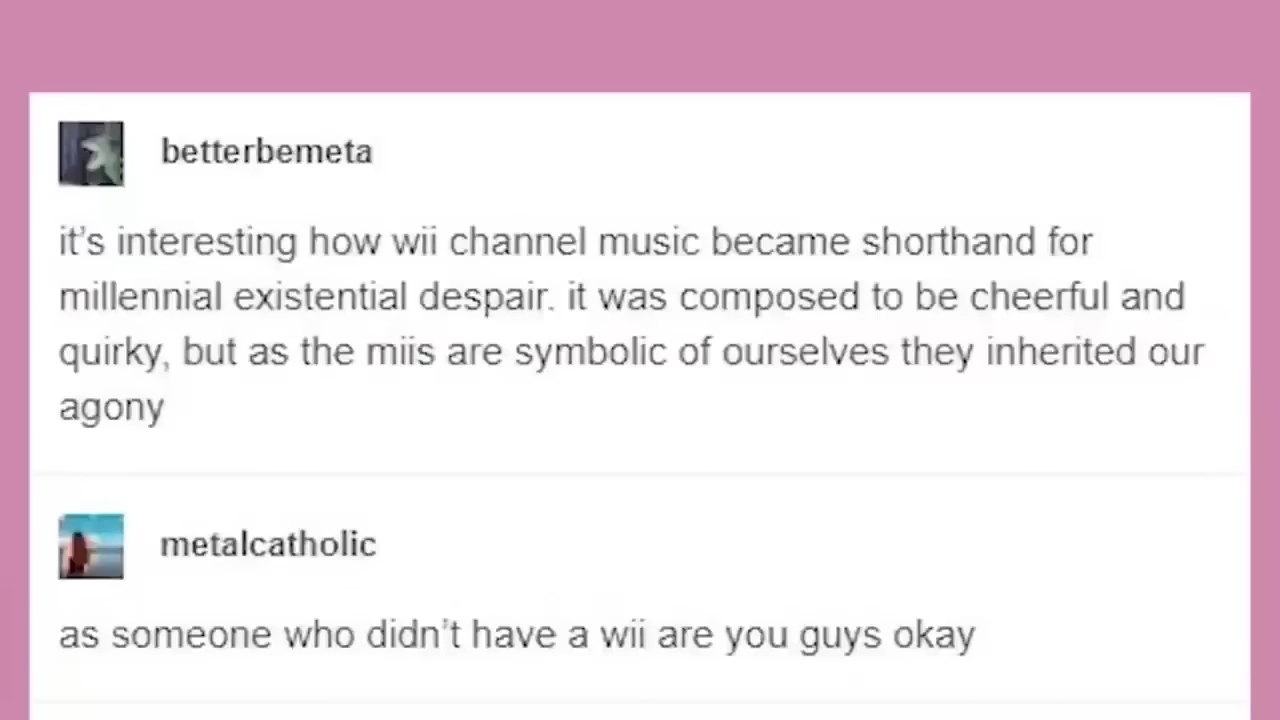 betterbemeta
it's interesting how wii channel music became shorthand for
millennial existential despair. it was composed to be cheerful and
quirky, but as the miis are symbolic of ourselves they inherited our
agony
metalcatholic
as someone who didn't have a wii are you guys okay